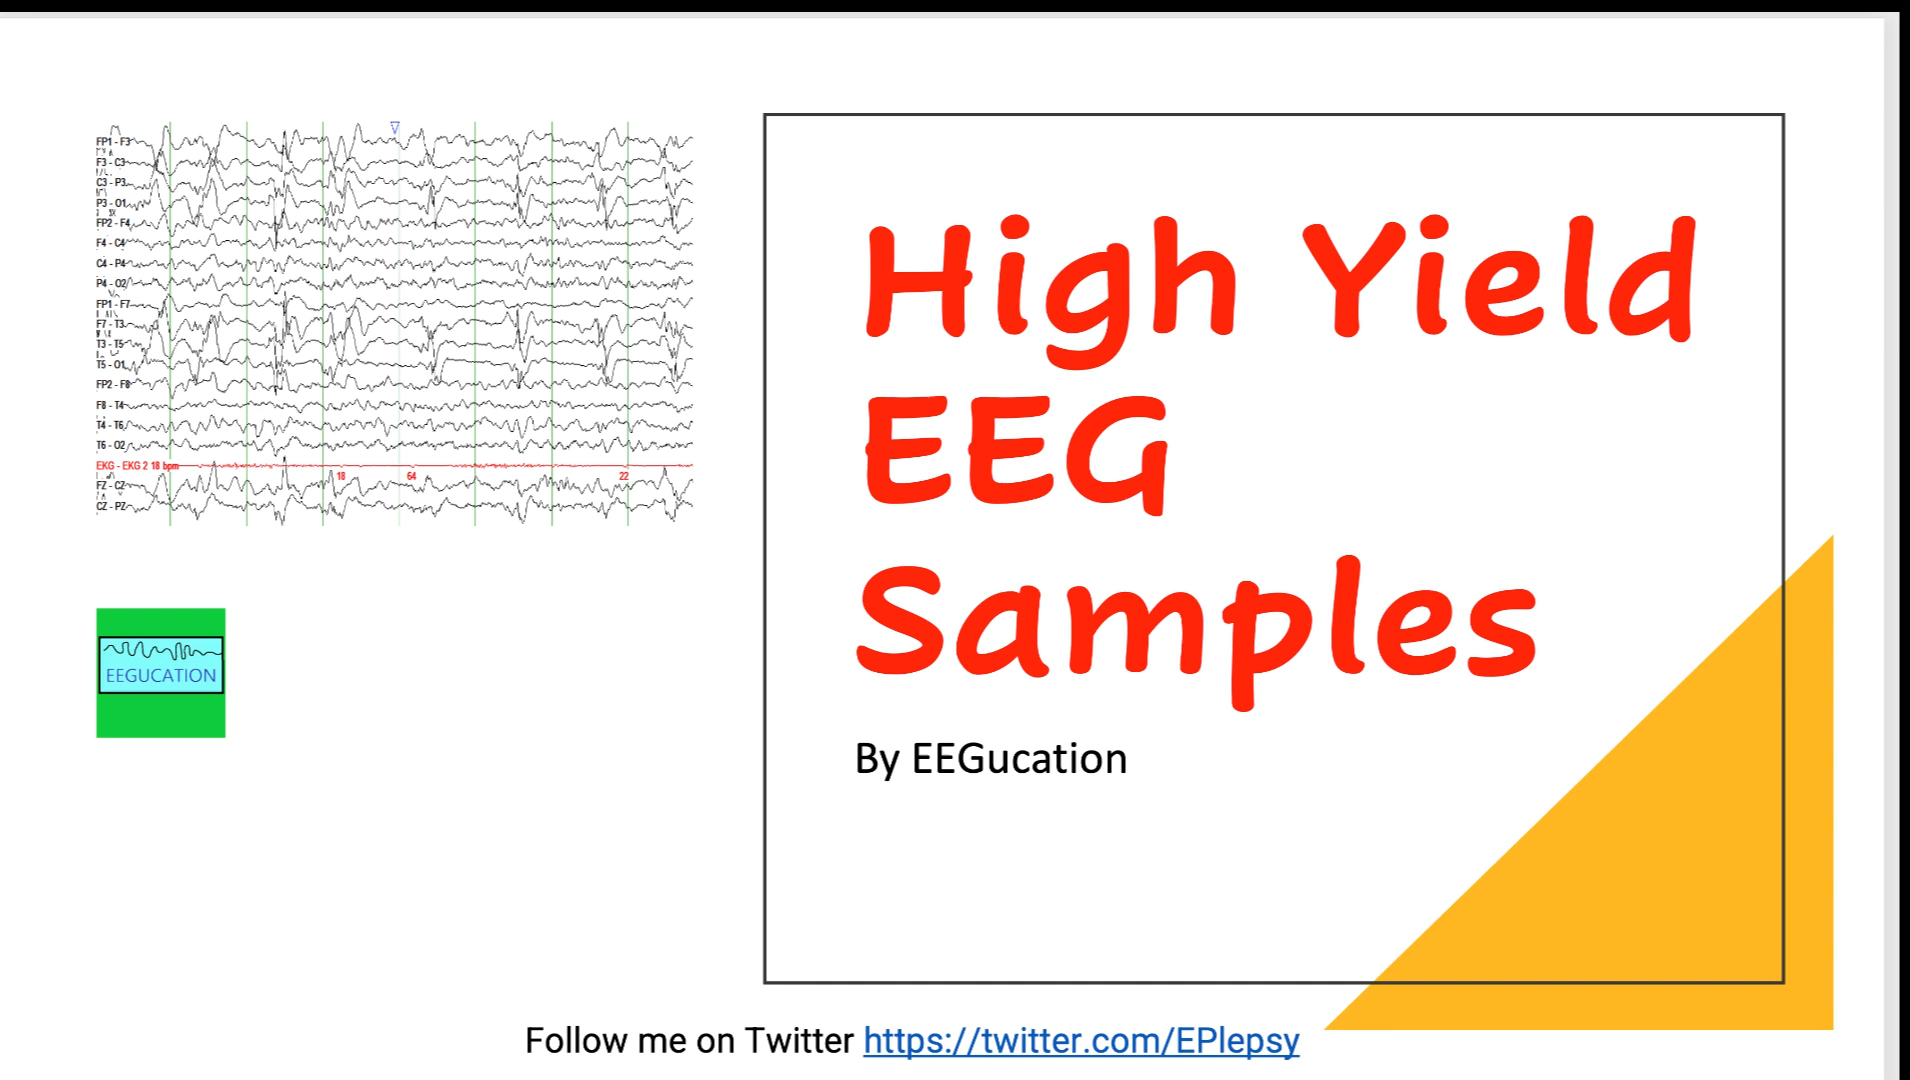 FP1 - F3
F3 - C3
C3 - P3
P3 - O1
FP2 - F4
F4 - C4
C4 - P4
P4 - O2
FP1 - F7
F7 - T3
T3 - T5
T5 - O1
FP2 - F8
F8 - T4
T4 - T6
T6 - O2
EKG - EKG 2 18 bpm
18 64 22
FZ - CZ
CZ - PZ
EEGUCATION
High Yield
EEG
Samples
By EEGucation
Follow me on Twitter https://twitter.com/EPlepsy